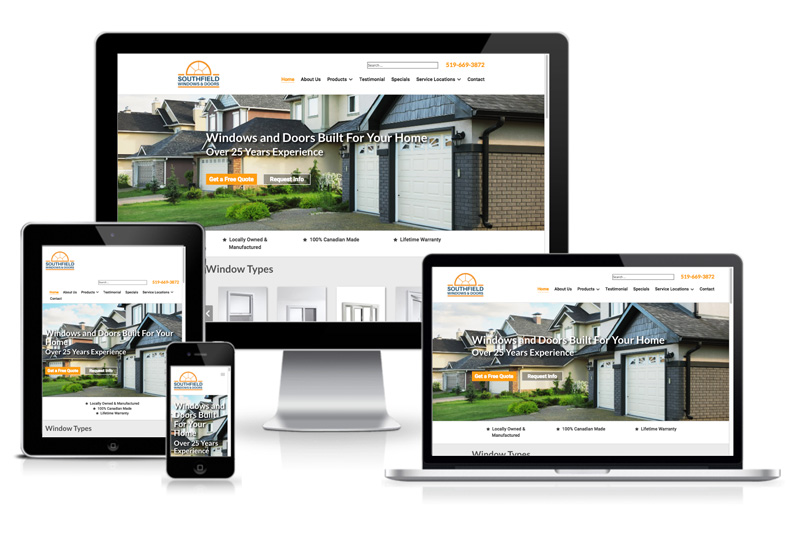 Search ...
519-669-3872
SOUTHFIELD
WINDOWS & DOORS
Home About Us Products Testimonial Specials Service Locations Contact
Windows and Doors Built For Your Home
Over 25 Years Experience
Get a Free Quote Request Info
★ Locally Owned & Manufactured
★ 100% Canadian Made
★ Lifetime Warranty
Window Types
SOUTHFIELD
WINDOWS & DOORS
Search ...
519-669-3872
Home About Us Products Testimonial Specials Service Locations
Contact
Windows and Doors Built For Your
Home
Over 25 Years Experience
Get a Free Quote Request Info
★ Locally Owned & Manufactured
★ 100% Canadian Made
★ Lifetime Warranty
Window Types
SOUTHFIELD
WINDOWS & DOORS
Windows and
Doors Built
For Your
Home
Over 25 Years
Experience
Search ...
519-669-3872
SOUTHFIELD
WINDOWS & DOORS
Home About Us Products Testimonial Specials Service Locations Contact
Windows and Doors Built For Your Home
Over 25 Years Experience
Get a Free Quote Request Info
★ Locally Owned & Manufactured
★ 100% Canadian Made
★ Lifetime Warranty
Window Types